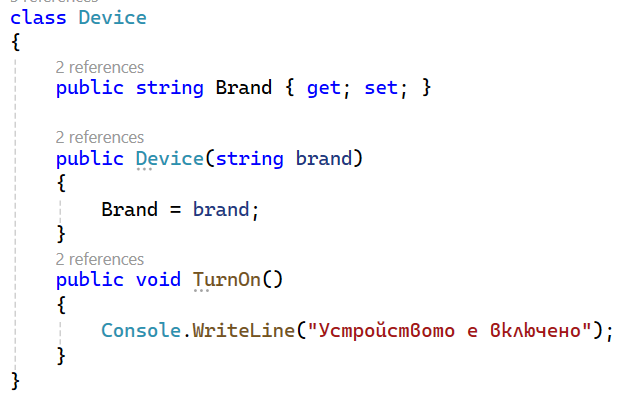 class Device
{
2 references
public string Brand { get; set; }
2 references
public Device(string brand)
{
Brand = brand;
}
2 references
public void TurnOn()
{
Console.WriteLine("Устройството е включено");
}
}